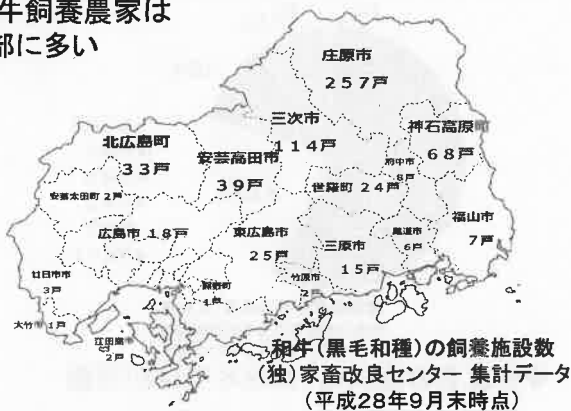 牛飼養農家は
部に多い
庄原市
257戸
三次市
114戸
神石高原町
68戸
北広島町
33戸
安芸高田市
39戸
府中市
8戸
世羅町 24戸
安芸太田町 2戸
広島市 18戸
東広島市
25戸
三原市
15戸
尾道市
6戸
福山市
7戸
廿日市市
3戸
竹原市
2戸
大竹市 1戸
江田島市
2戸
和牛(黒毛和種)の飼養施設数
(独)家畜改良センター 集計データ
(平成28年9月末時点)